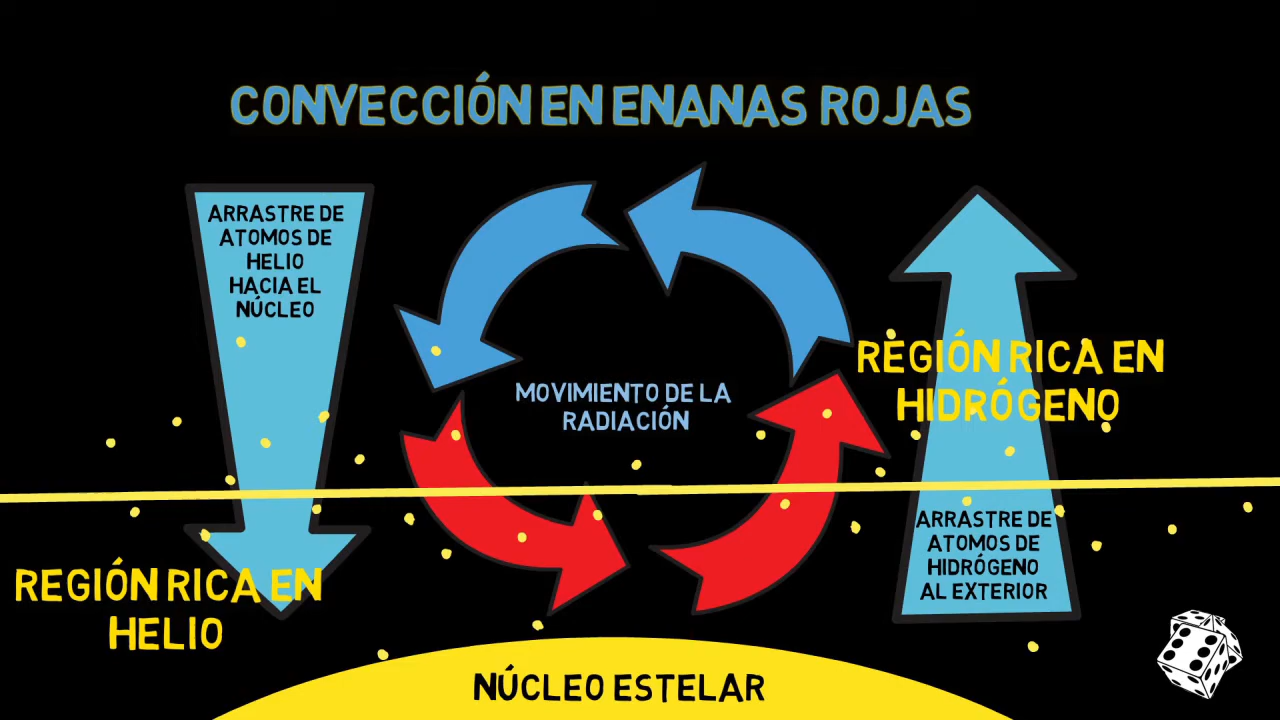 CONVECCIÓN EN ENANAS ROJAS
ARRASTRE DE
ATOMOS DE
HELIO
HACIA EL
NÚCLEO
MOVIMIENTO DE LA
RADIACIÓN
REGIÓN RICA EN
HIDRÓGENO
ARRASTRE DE
ATOMOS DE
HIDRÓGENO
AL EXTERIOR
REGIÓN RICA EN
HELIO
NÚCLEO ESTELAR